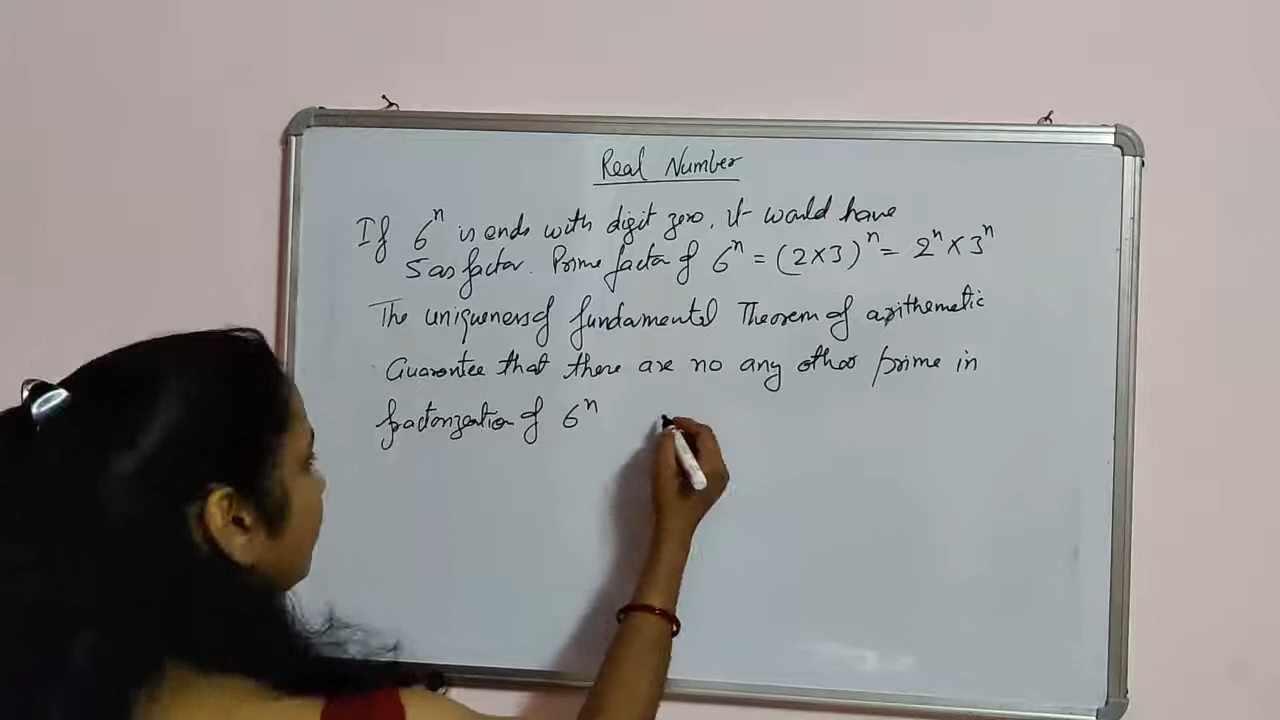 Real Number
If 6ⁿ is ends with digit zero, it would have
5 as factor. Prime factor of 6ⁿ = (2×3)ⁿ = 2ⁿ × 3ⁿ
The uniqueness of fundamental Theorem of arithemetic
Guarantee that there are no any other prime in
factorization of 6ⁿ